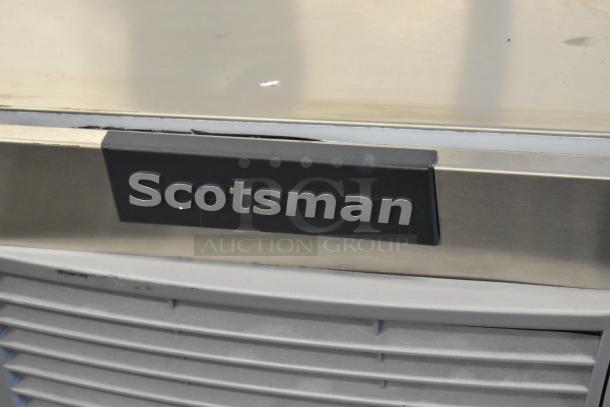 Scotsman
PCI
AUCTION GROUP